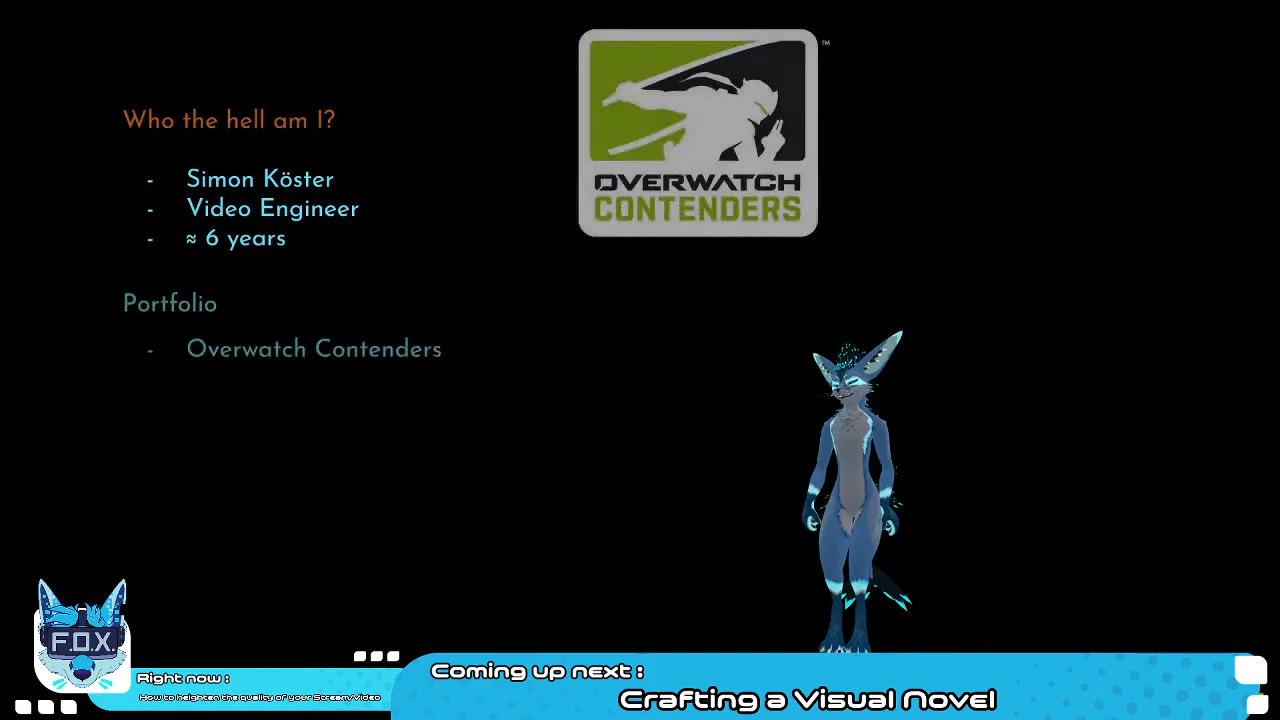 Who the hell am I?
- Simon Köster
- Video Engineer
- ≈ 6 years
Portfolio
- Overwatch Contenders
OVERWATCH
CONTENDERS
TM
F.O.X.
Right now :
How to heighten the quality of your Stream/Video
Coming up next :
Crafting a Visual Novel